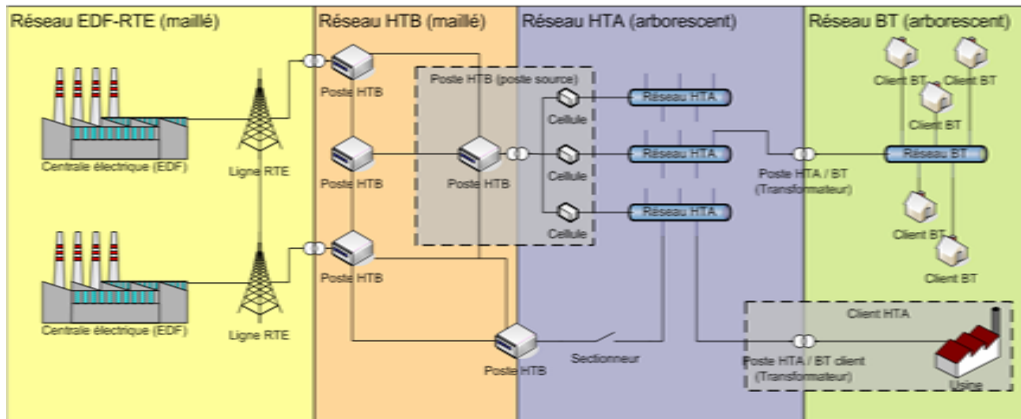 Réseau EDF-RTE (maillé)
Réseau HTB (maillé)
Réseau HTA (arborescent)
Réseau BT (arborescent)
Centrale électrique (EDF)
Ligne RTE
Centrale électrique (EDF)
Ligne RTE
Poste HTB
Poste HTB
Poste HTB
Poste HTB (poste source)
Poste HTB
Cellule
Cellule
Cellule
Poste HTB
Sectionneur
Réseau HTA
Réseau HTA
Réseau HTA
Poste HTA / BT
(Transformateur)
Client BT
Client BT
Client BT
Réseau BT
Client BT
Client BT
Client HTA
Poste HTA / BT client
(Transformateur)
Usine